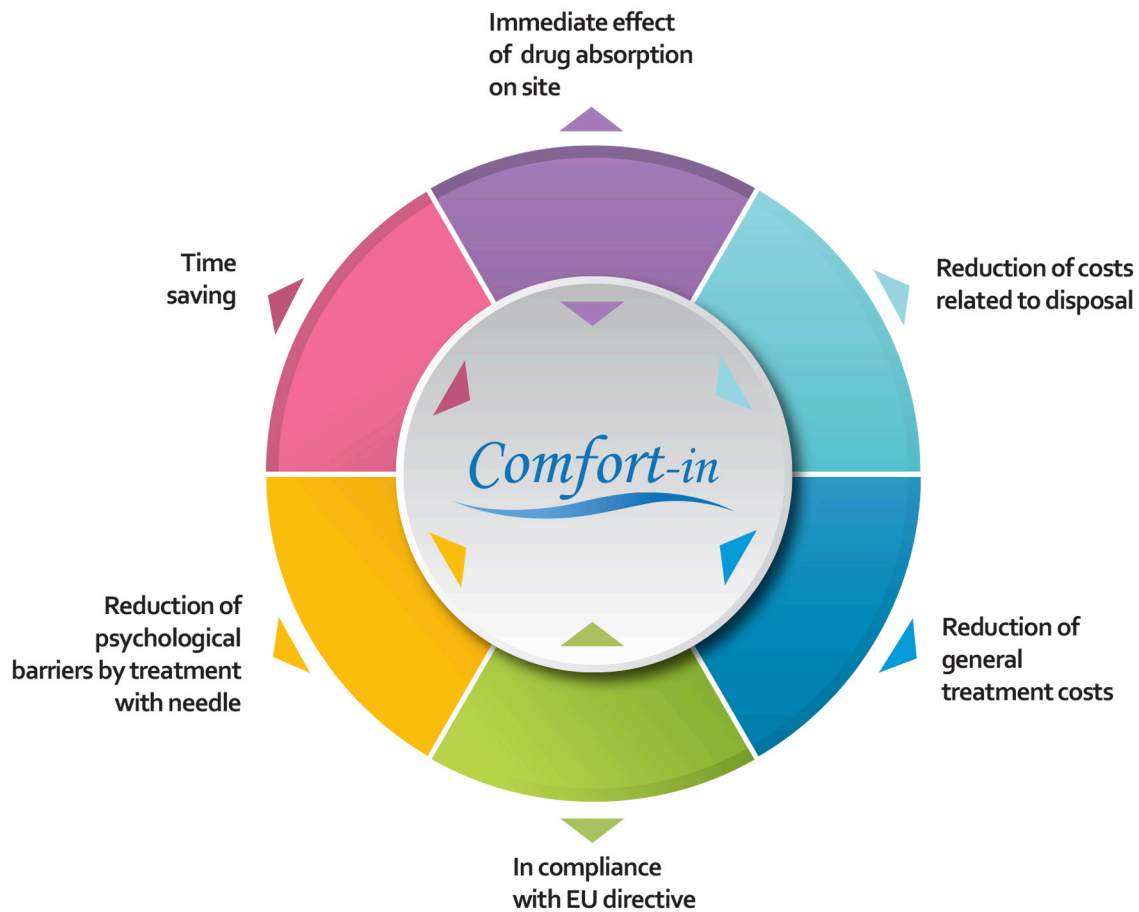 Immediate effect
of drug absorption
on site
Time
saving
Reduction of costs
related to disposal
Comfort-in
Reduction of
psychological
barriers by treatment
with needle
Reduction of
general
treatment costs
In compliance
with EU directive